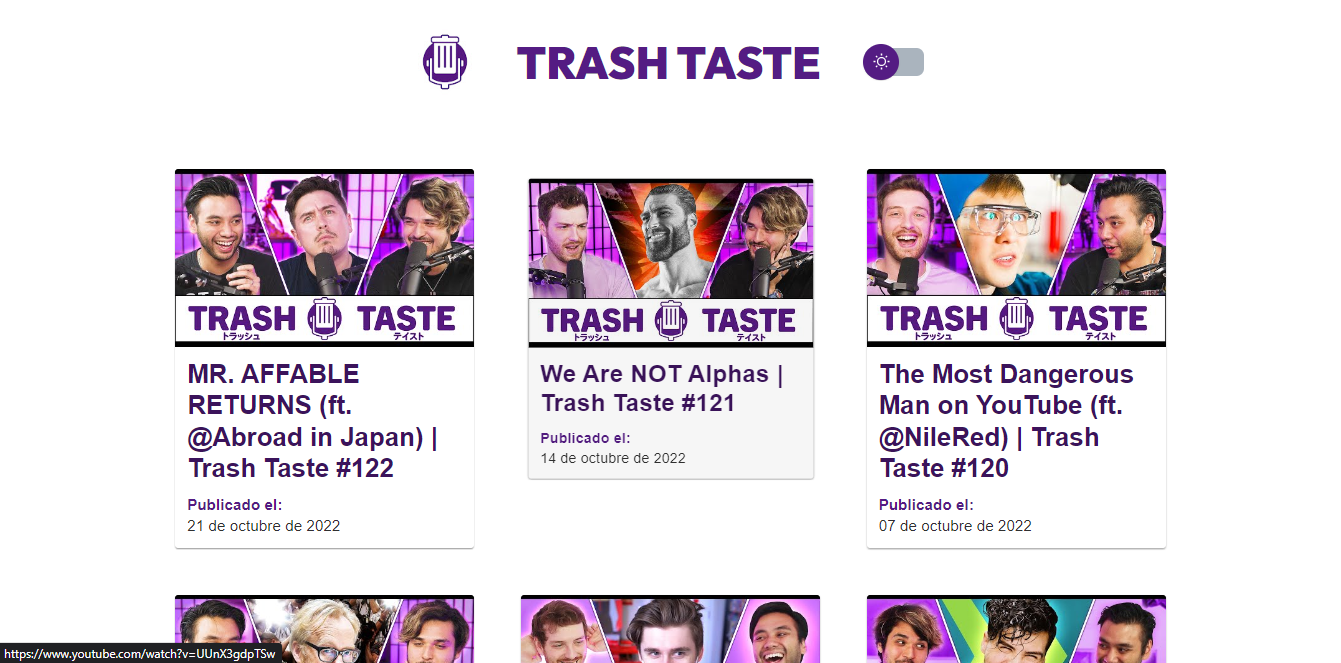 TRASH TASTE
TRASH TASTE
トラッシュ テイスト
MR. AFFABLE
RETURNS (ft.
@Abroad in Japan) |
Trash Taste #122
Publicado el:
21 de octubre de 2022
TRASH TASTE
トラッシュ テイスト
We Are NOT Alphas |
Trash Taste #121
Publicado el:
14 de octubre de 2022
TRASH TASTE
トラッシュ テイスト
The Most Dangerous
Man on YouTube (ft.
@NileRed) | Trash
Taste #120
Publicado el:
07 de octubre de 2022
https://www.youtube.com/watch?v=UUnX3gdpTSw